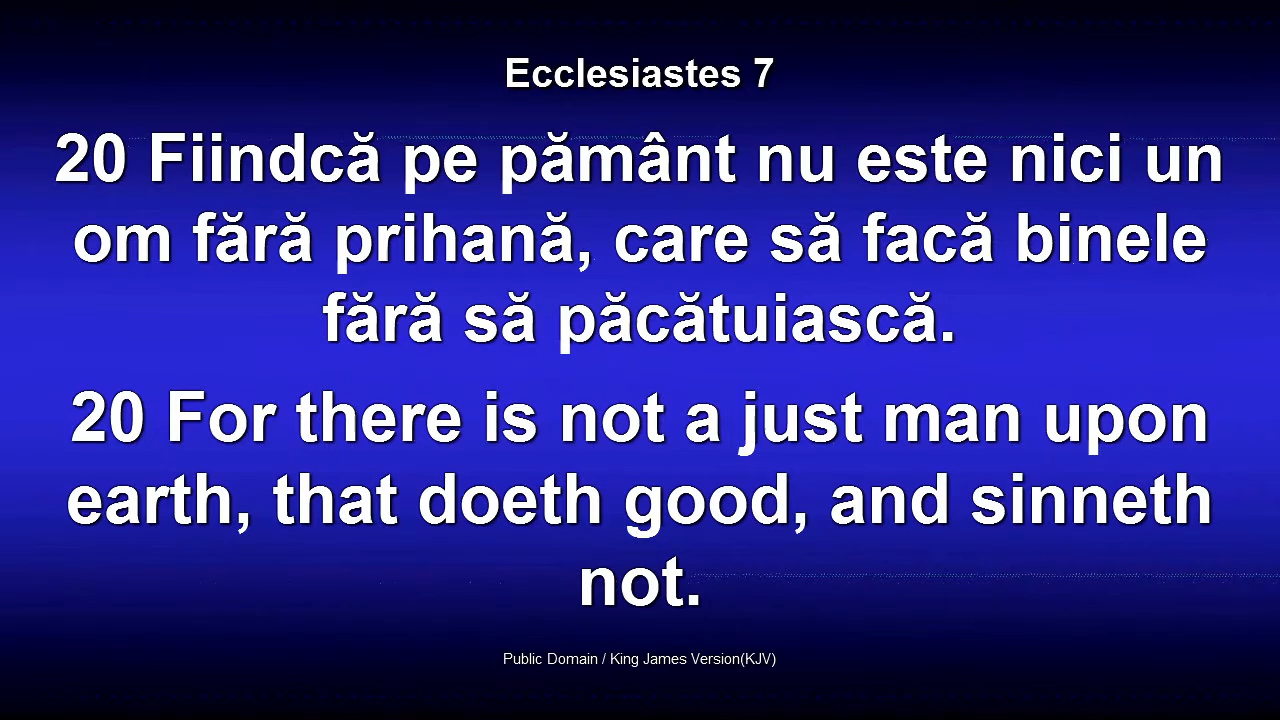 Ecclesiastes 7
20 Fiindcă pe pământ nu este nici un
om fără prihană, care să facă binele
fără să păcătuiască.
20 For there is not a just man upon
earth, that doeth good, and sinneth
not.
Public Domain / King James Version(KJV)